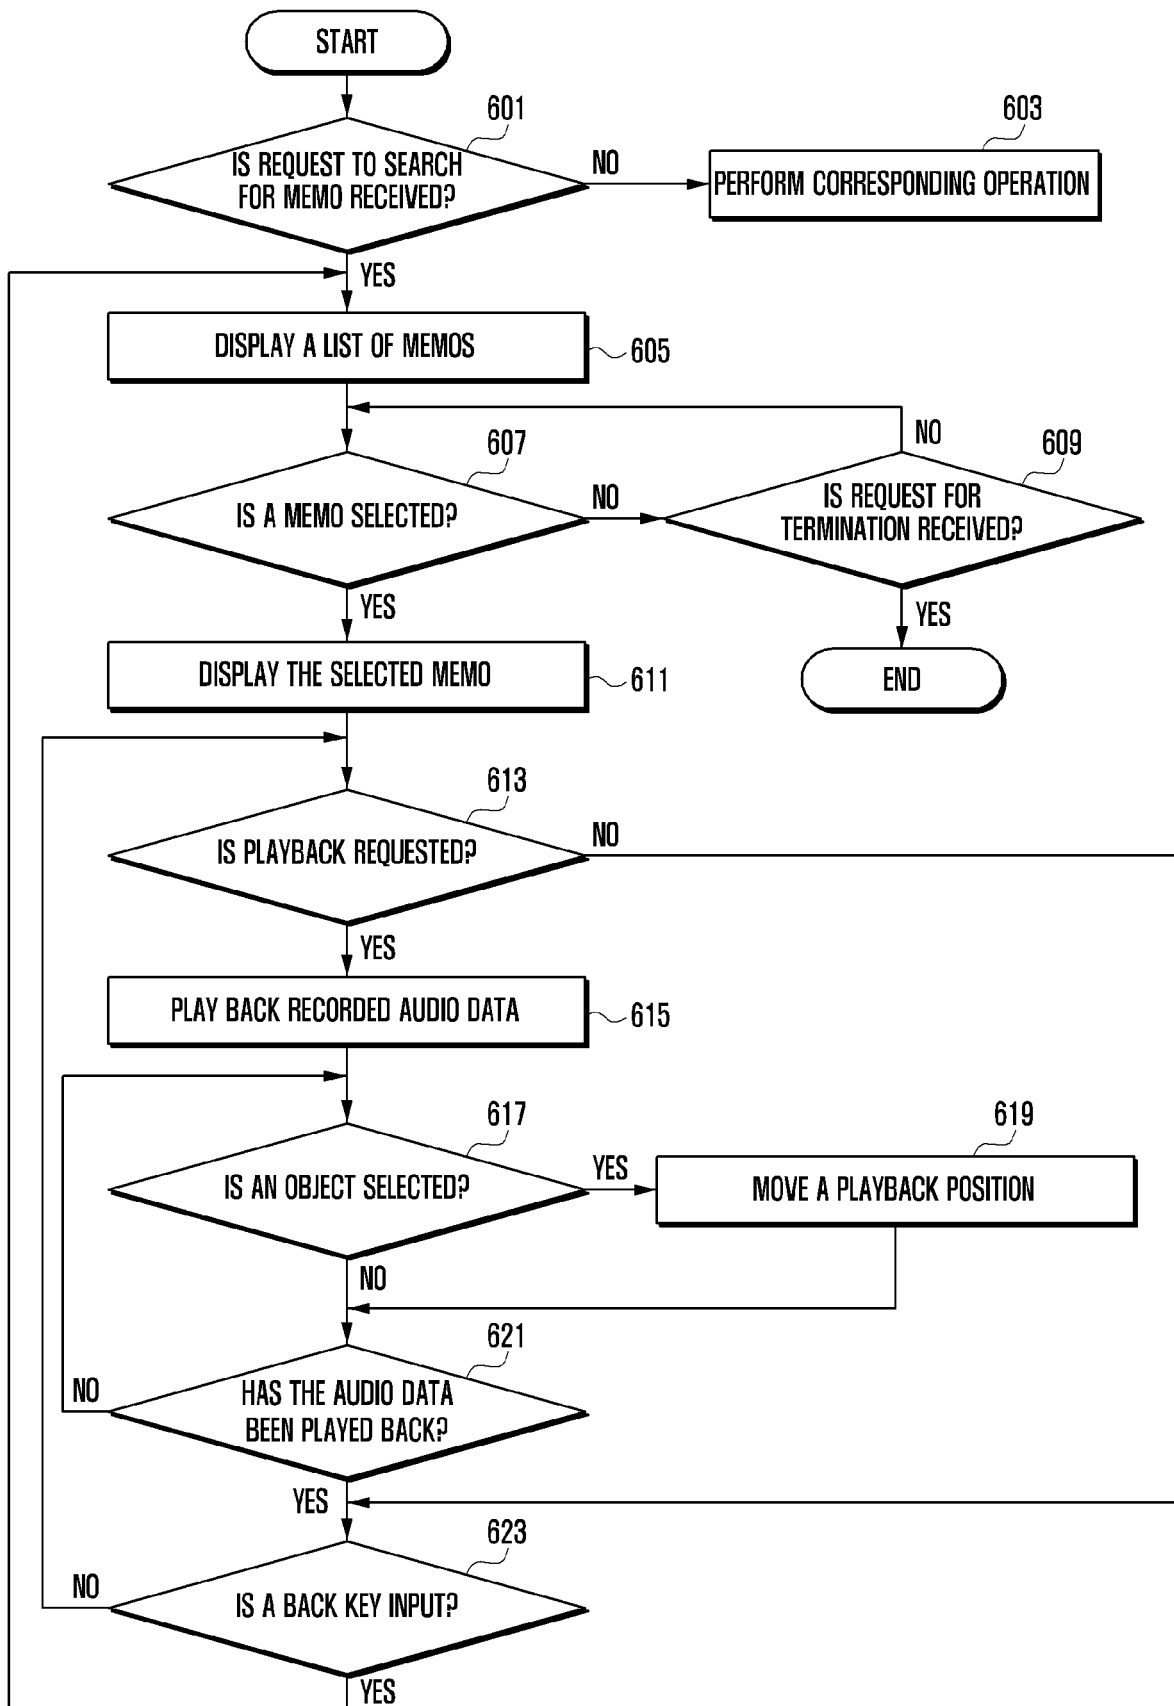 START
601
IS REQUEST TO SEARCH
FOR MEMO RECEIVED?
NO
603
PERFORM CORRESPONDING OPERATION
YES
DISPLAY A LIST OF MEMOS
605
607
IS A MEMO SELECTED?
NO
NO
609
IS REQUEST FOR
TERMINATION RECEIVED?
YES
YES
DISPLAY THE SELECTED MEMO
611
END
613
IS PLAYBACK REQUESTED?
NO
YES
PLAY BACK RECORDED AUDIO DATA
615
617
IS AN OBJECT SELECTED?
YES
619
MOVE A PLAYBACK POSITION
NO
621
HAS THE AUDIO DATA
BEEN PLAYED BACK?
NO
YES
623
IS A BACK KEY INPUT?
NO
YES